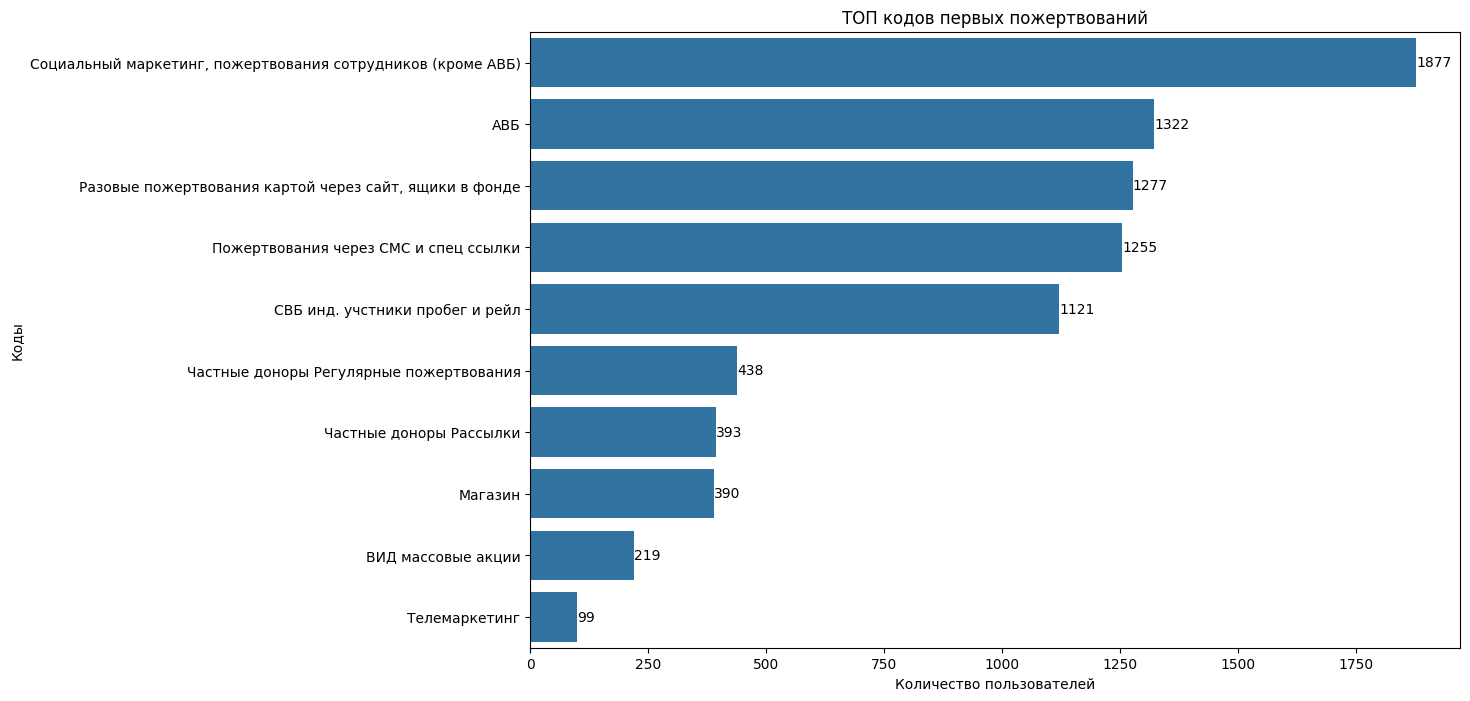 ТОП кодов первых пожертвований
Социальный маркетинг, пожертвования сотрудников (кроме АВБ)
1877
АВБ
1322
Разовые пожертвования картой через сайт, ящики в фонде
1277
Пожертвования через СМС и спец ссылки
1255
СВБ инд. учстники пробег и рейл
1121
Частные доноры Регулярные пожертвования
438
Частные доноры Рассылки
393
Магазин
390
ВИД массовые акции
219
Телемаркетинг
99
Коды
0 250 500 750 1000 1250 1500 1750
Количество пользователей